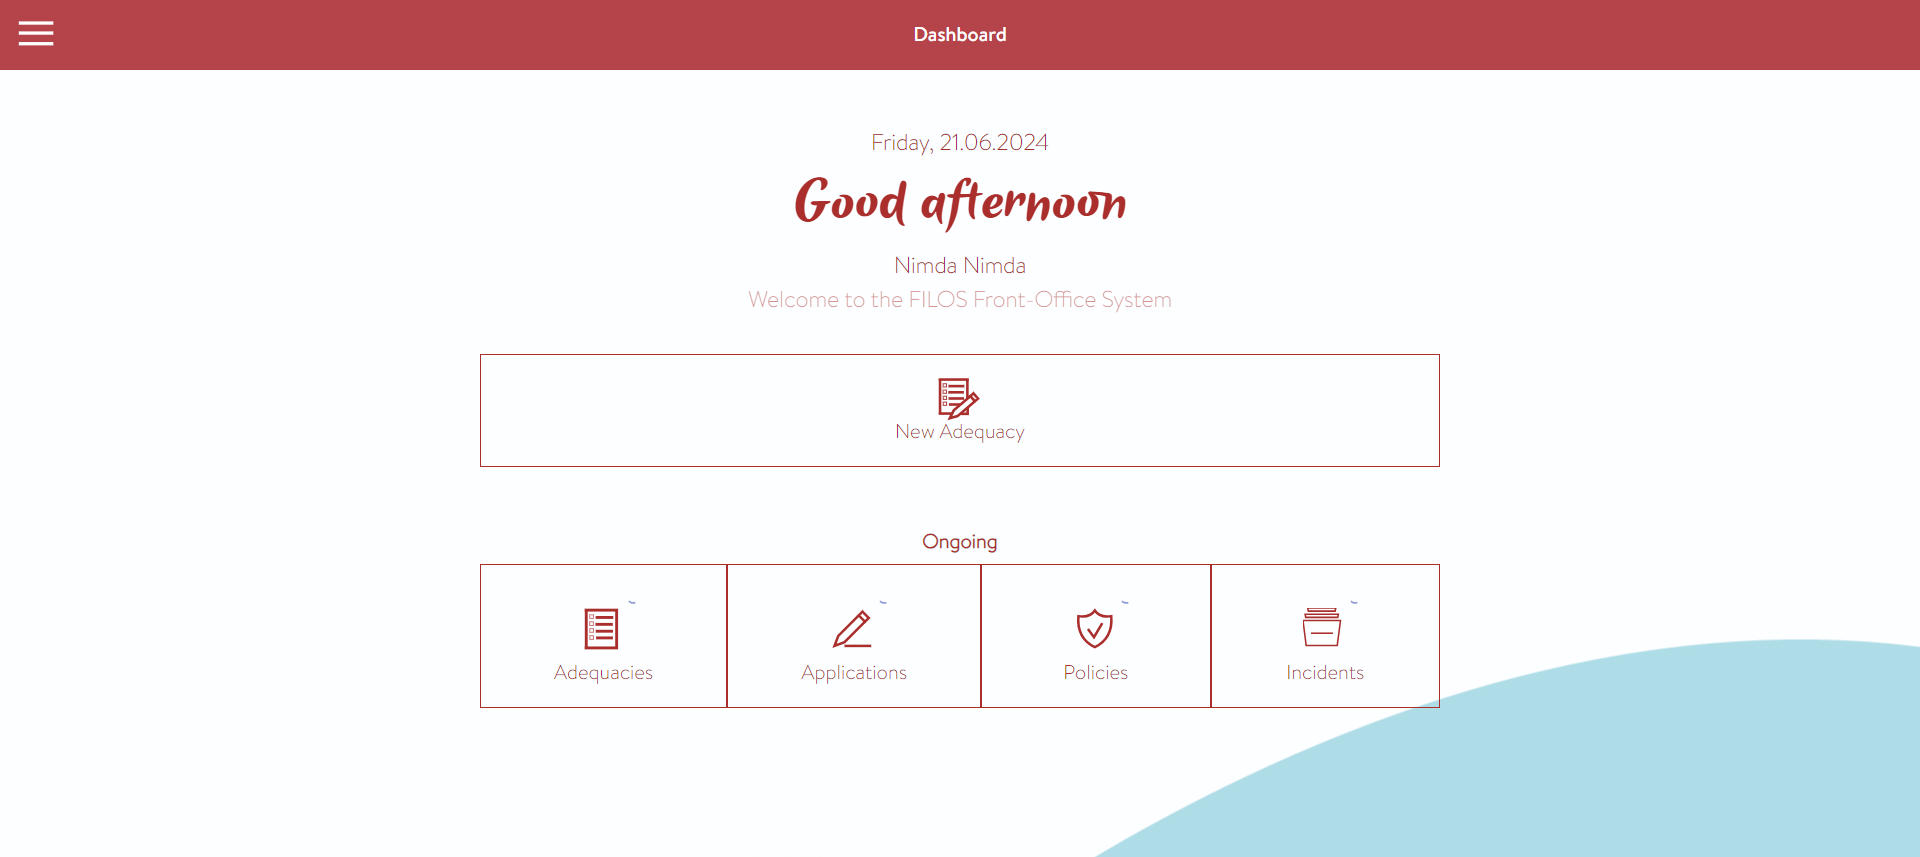 Dashboard
Friday, 21.06.2024
Good afternoon
Nimda Nimda
Welcome to the FILOS Front-Office System
New Adequacy
Ongoing
Adequacies
Applications
Policies
Incidents